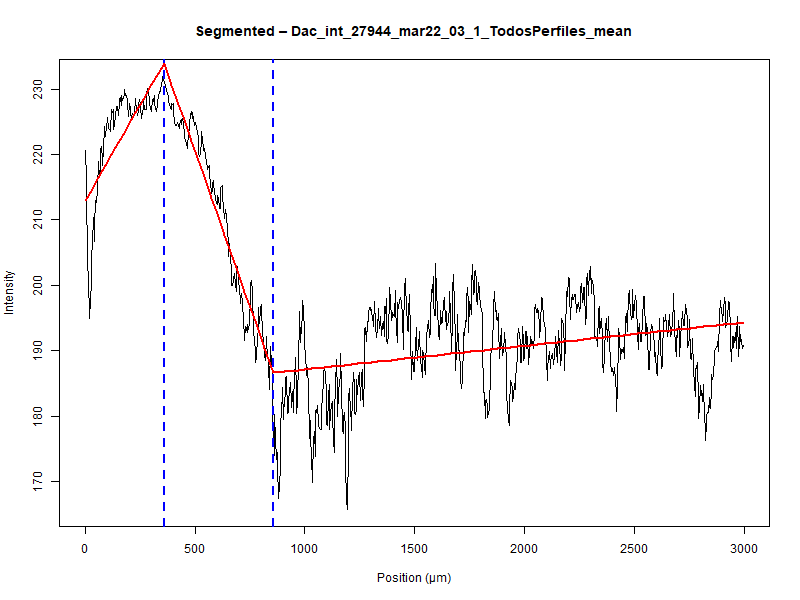 Segmented – Dac_int_27944_mar22_03_1_TodosPerfiles_mean
Intensity
230
220
210
200
190
180
170
0 500 1000 1500 2000 2500 3000
Position (µm)